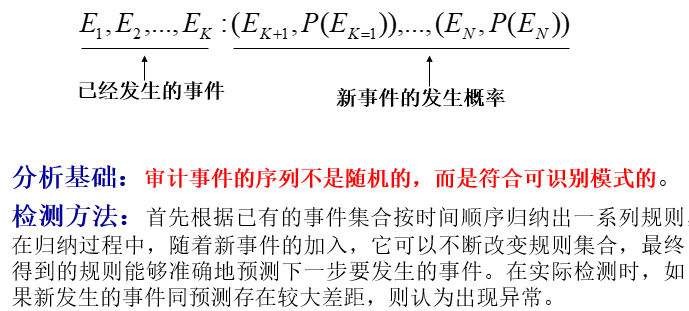 E₁, E₂, ..., E_K : (E_{K+1}, P(E_{K=1})), ..., (E_N, P(E_N))
已经发生的事件
新事件的发生概率
分析基础：审计事件的序列不是随机的，而是符合可识别模式的。
检测方法：首先根据已有的事件集合按时间顺序归纳出一系列规则，
在归纳过程中，随着新事件的加入，它可以不断改变规则集合，最终
得到的规则能够准确地预测下一步要发生的事件。在实际检测时，如
果新发生的事件同预测存在较大差距，则认为出现异常。